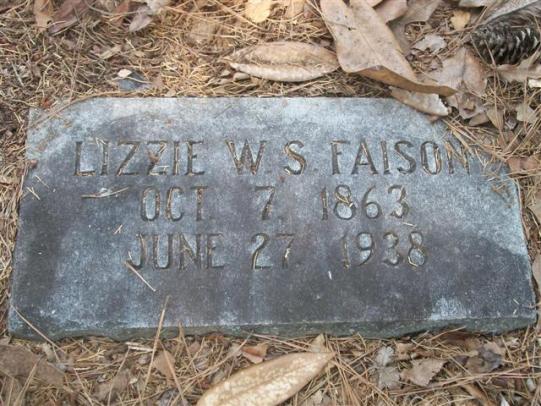 LIZZIE W. S. FAISON
OCT. 7, 1863
JUNE 27, 1938